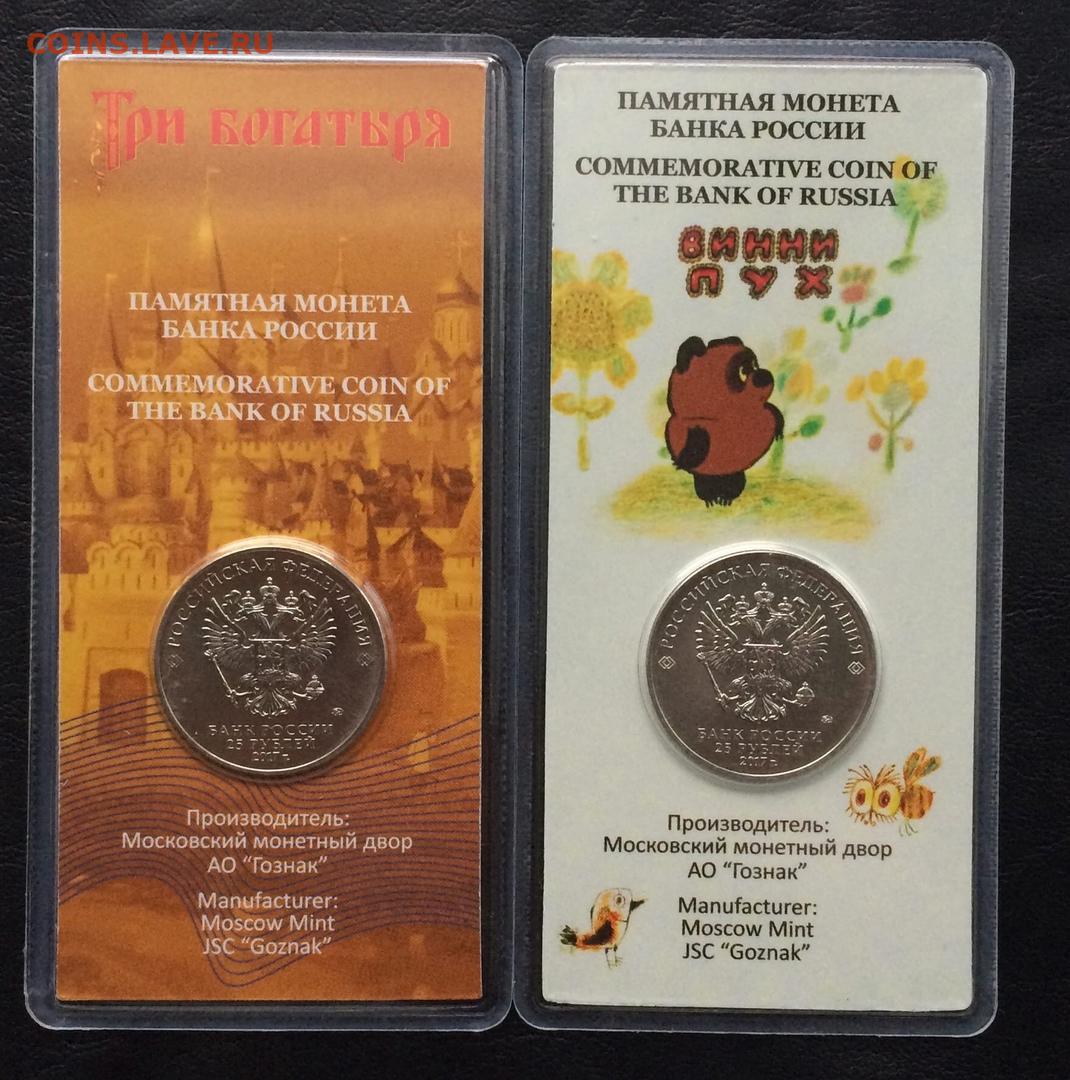 COINS.LAVE.RU
Три богатыря
ПАМЯТНАЯ МОНЕТА
БАНКА РОССИИ
COMMEMORATIVE COIN OF
THE BANK OF RUSSIA
РОССИЙСКАЯ ФЕДЕРАЦИЯ
БАНК РОССИИ
25 РУБЛЕЙ
2017 г.
Производитель:
Московский монетный двор
АО “Гознак”
Manufacturer:
Moscow Mint
JSC “Goznak”
ПАМЯТНАЯ МОНЕТА
БАНКА РОССИИ
COMMEMORATIVE COIN OF
THE BANK OF RUSSIA
ВИННИ
ПУХ
РОССИЙСКАЯ ФЕДЕРАЦИЯ
БАНК РОССИИ
25 РУБЛЕЙ
2017 г.
Производитель:
Московский монетный двор
АО “Гознак”
Manufacturer:
Moscow Mint
JSC “Goznak”